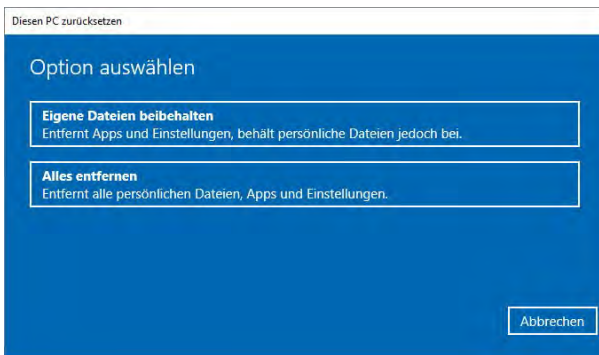 Diesen PC zurücksetzen
Option auswählen
Eigene Dateien beibehalten
Entfernt Apps und Einstellungen, behält persönliche Dateien jedoch bei.
Alles entfernen
Entfernt alle persönlichen Dateien, Apps und Einstellungen.
Abbrechen